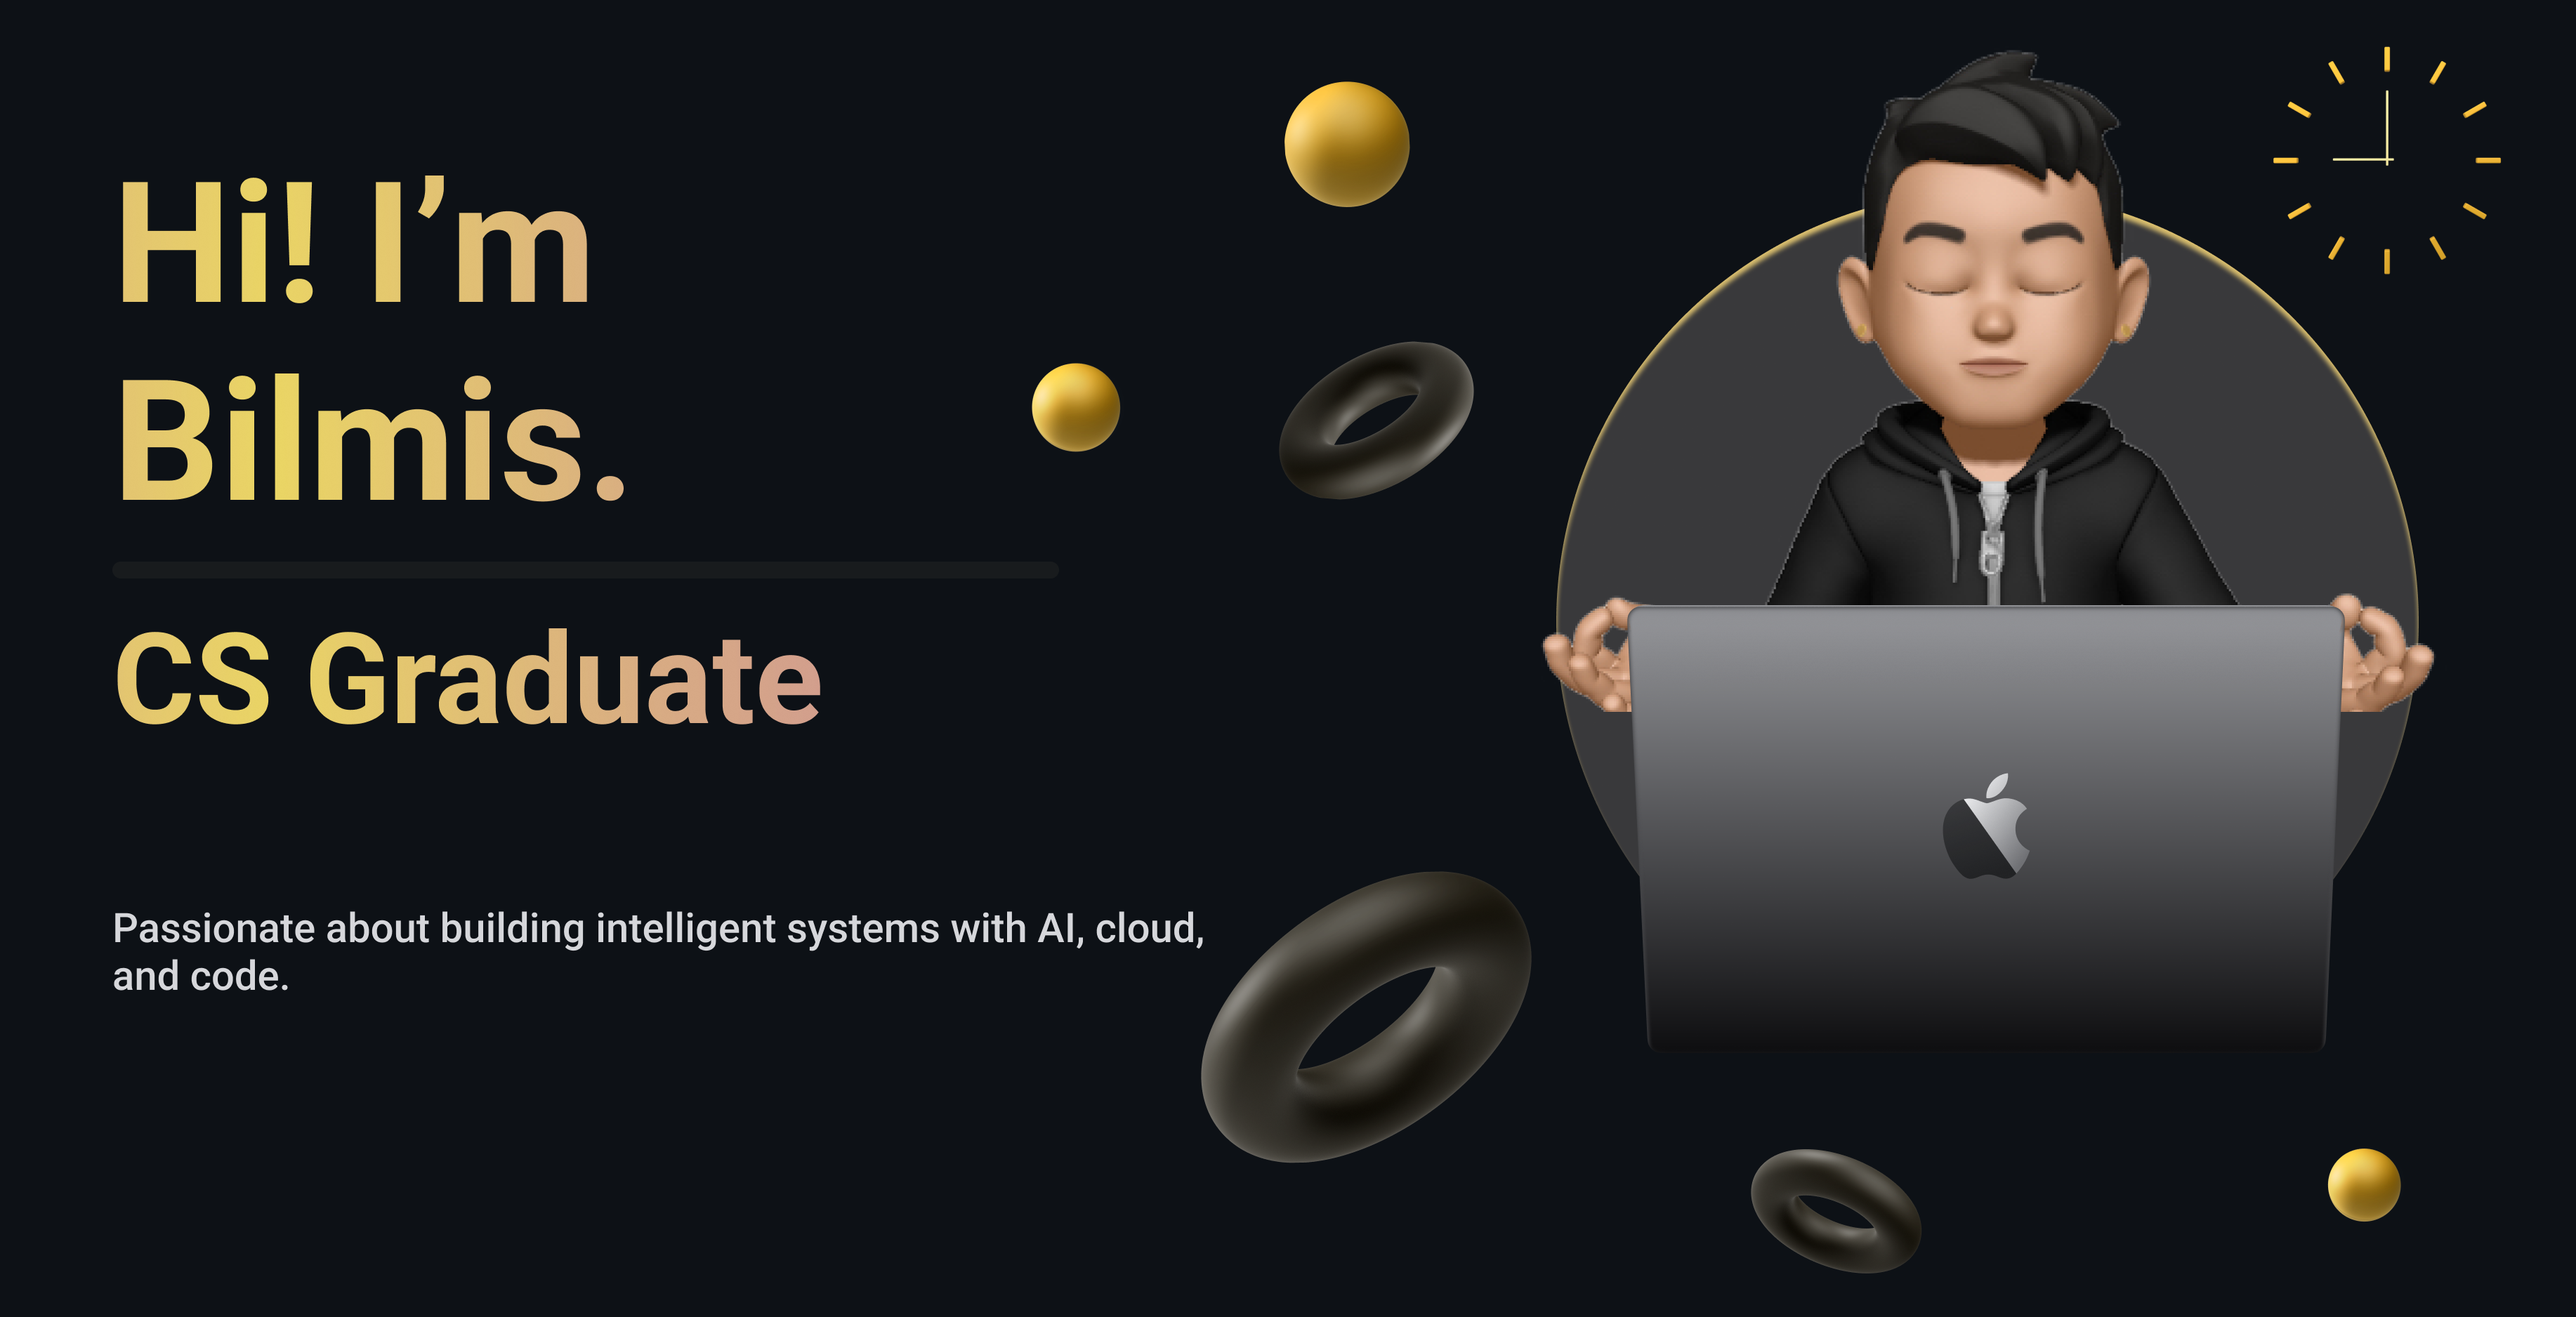 Hi! I’m
Bilmis.
CS Graduate
Passionate about building intelligent systems with AI, cloud,
and code.